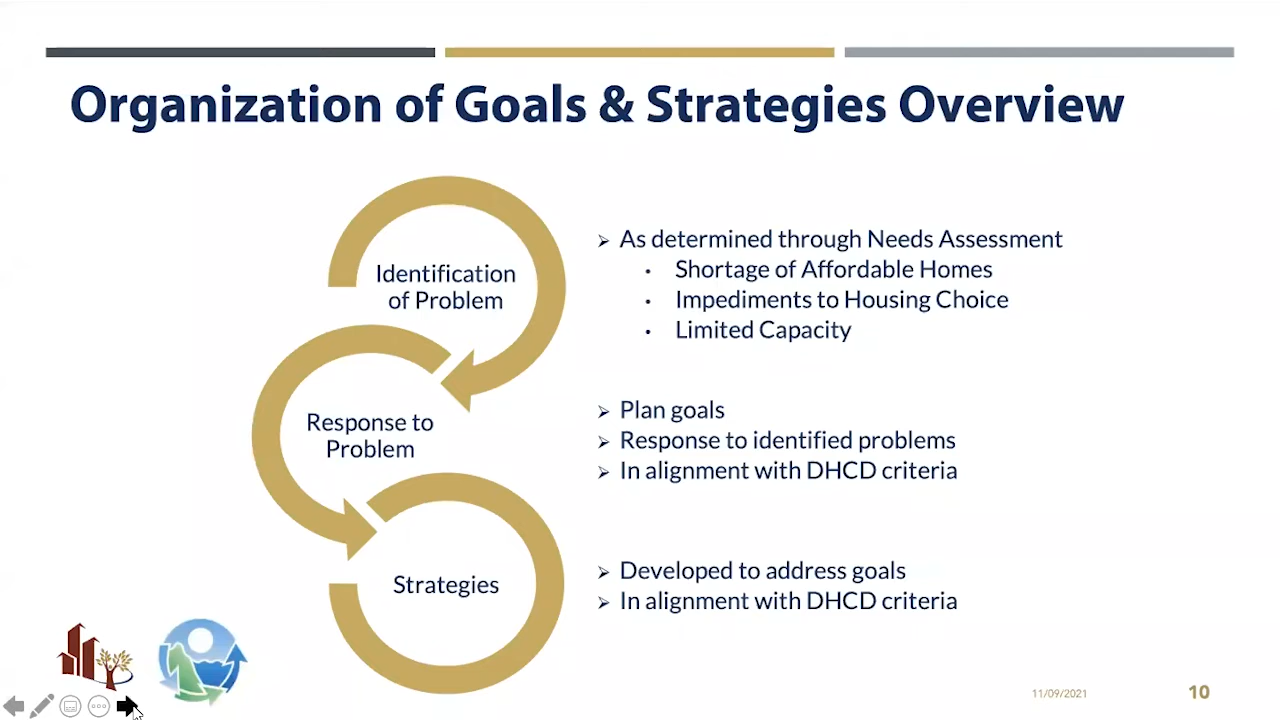 Organization of Goals & Strategies Overview
Identification
of Problem
➢ As determined through Needs Assessment
• Shortage of Affordable Homes
• Impediments to Housing Choice
• Limited Capacity
Response to
Problem
➢ Plan goals
➢ Response to identified problems
➢ In alignment with DHCD criteria
Strategies
➢ Developed to address goals
➢ In alignment with DHCD criteria
11/09/2021
10